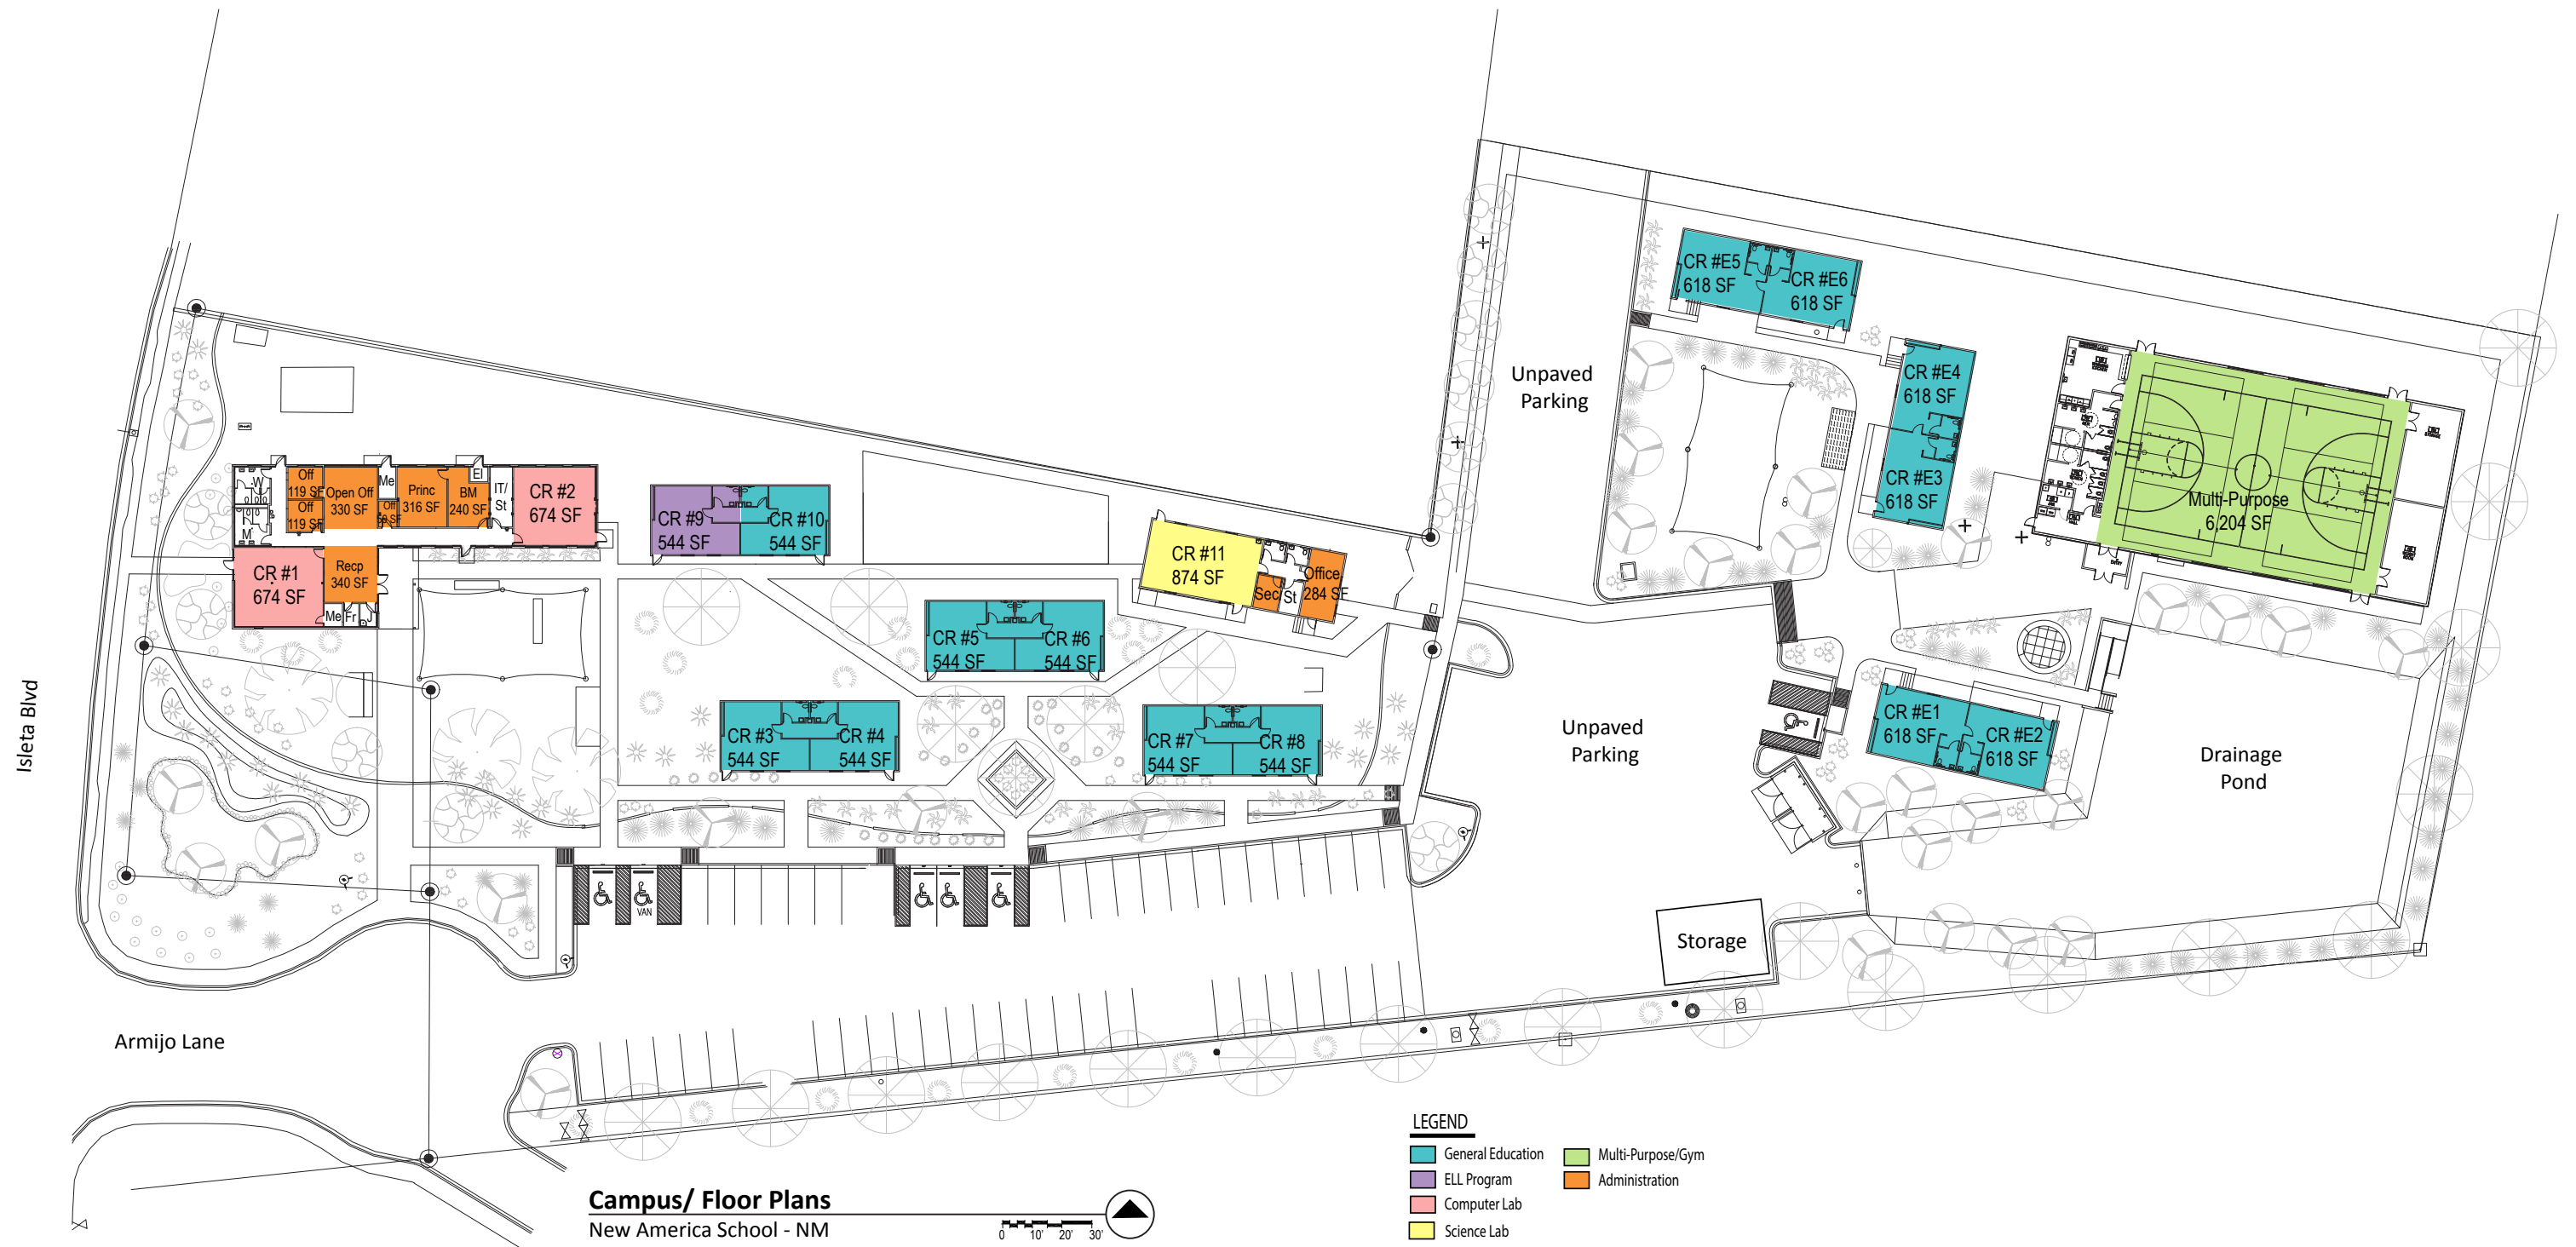 CR #E5
618 SF
CR #E6
618 SF
Unpaved
Parking
CR #E4
618 SF
CR #E3
618 SF
Multi-Purpose
6,204 SF
W
M
Off
119 SF
Off
119 SF
Open Off
330 SF
Me
Off
Princ
316 SF
El
BM
240 SF
IT/
St
CR #2
674 SF
CR #1
674 SF
Recp
340 SF
Me
Fr
J
CR #9
544 SF
CR #10
544 SF
CR #11
874 SF
Sec
St
Office
284 SF
CR #5
544 SF
CR #6
544 SF
CR #3
544 SF
CR #4
544 SF
CR #7
544 SF
CR #8
544 SF
Isleta Blvd
Unpaved
Parking
CR #E1
618 SF
CR #E2
618 SF
Drainage
Pond
VAN
Storage
Armijo Lane
LEGEND
General Education
ELL Program
Computer Lab
Science Lab
Multi-Purpose/Gym
Administration
Campus/ Floor Plans
New America School - NM
0 10' 20' 30'